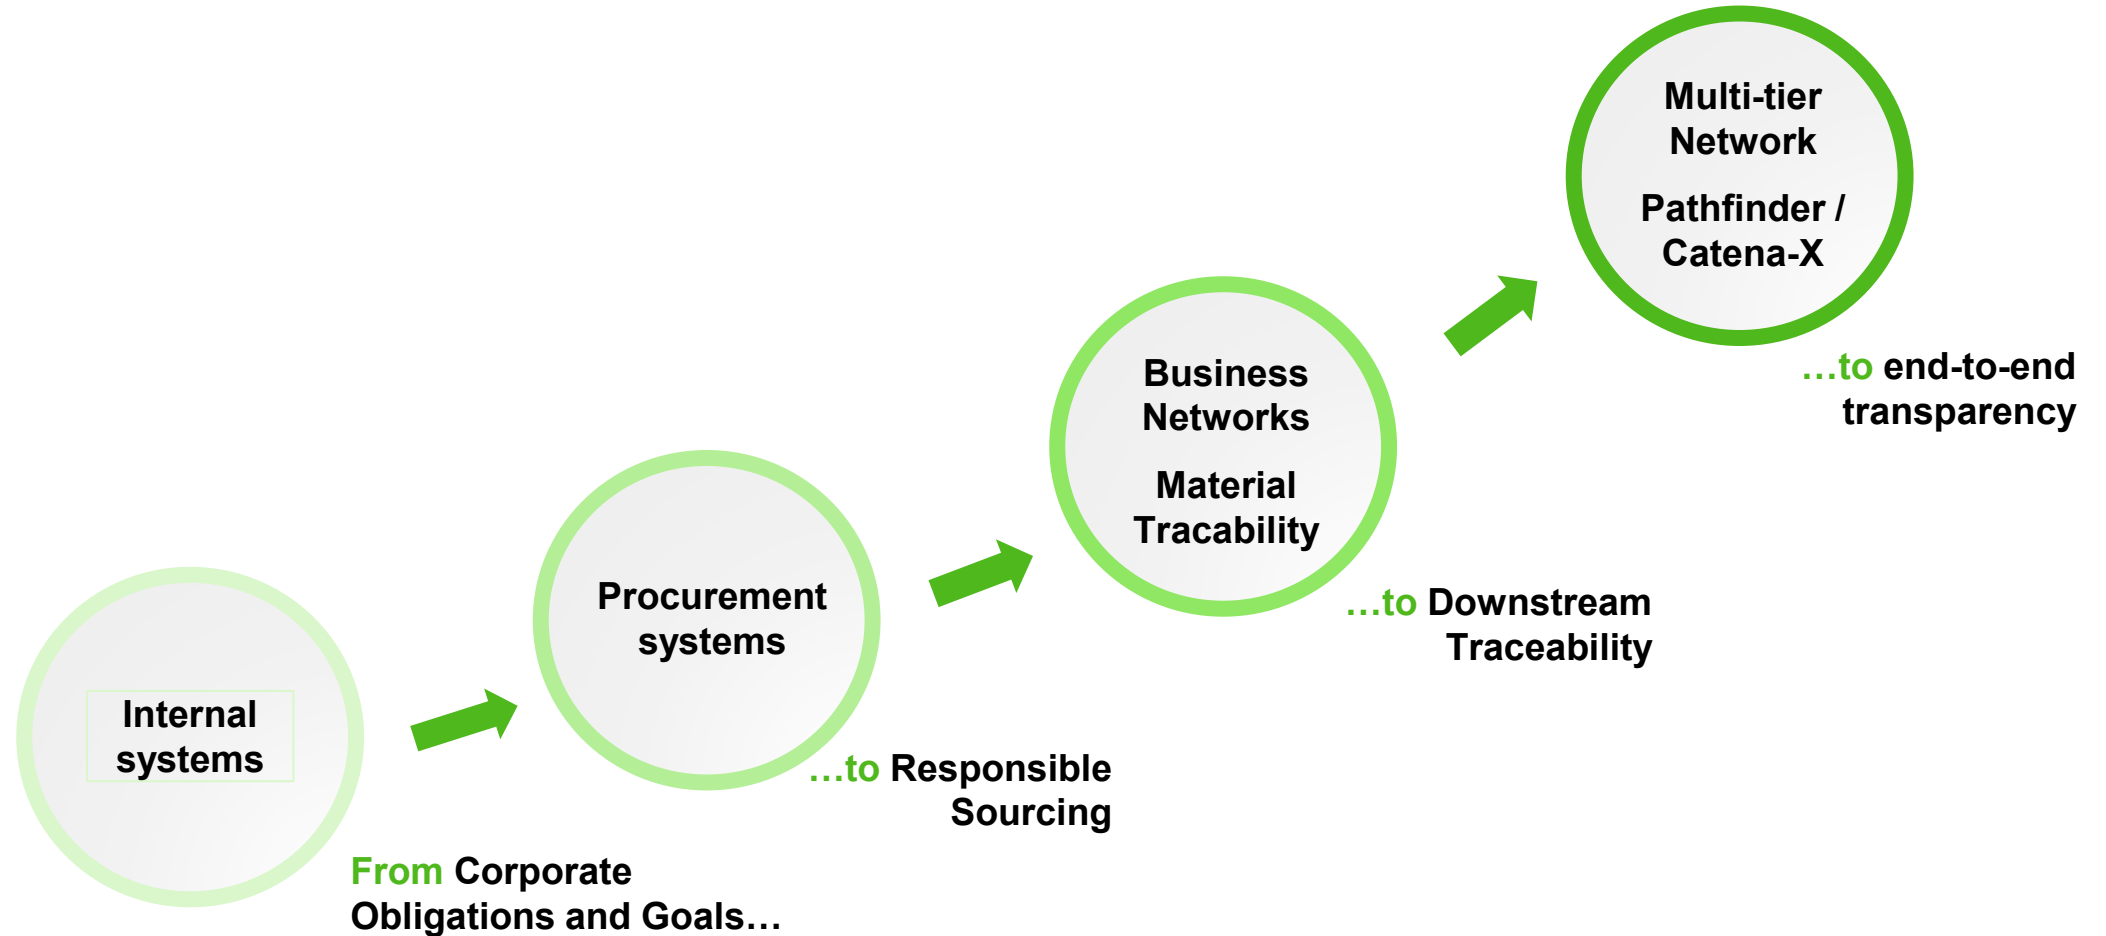 Internal
systems
From Corporate
Obligations and Goals…
Procurement
systems
…to Responsible
Sourcing
Business
Networks
Material
Tracability
…to Downstream
Traceability
Multi-tier
Network
Pathfinder /
Catena-X
…to end-to-end
transparency